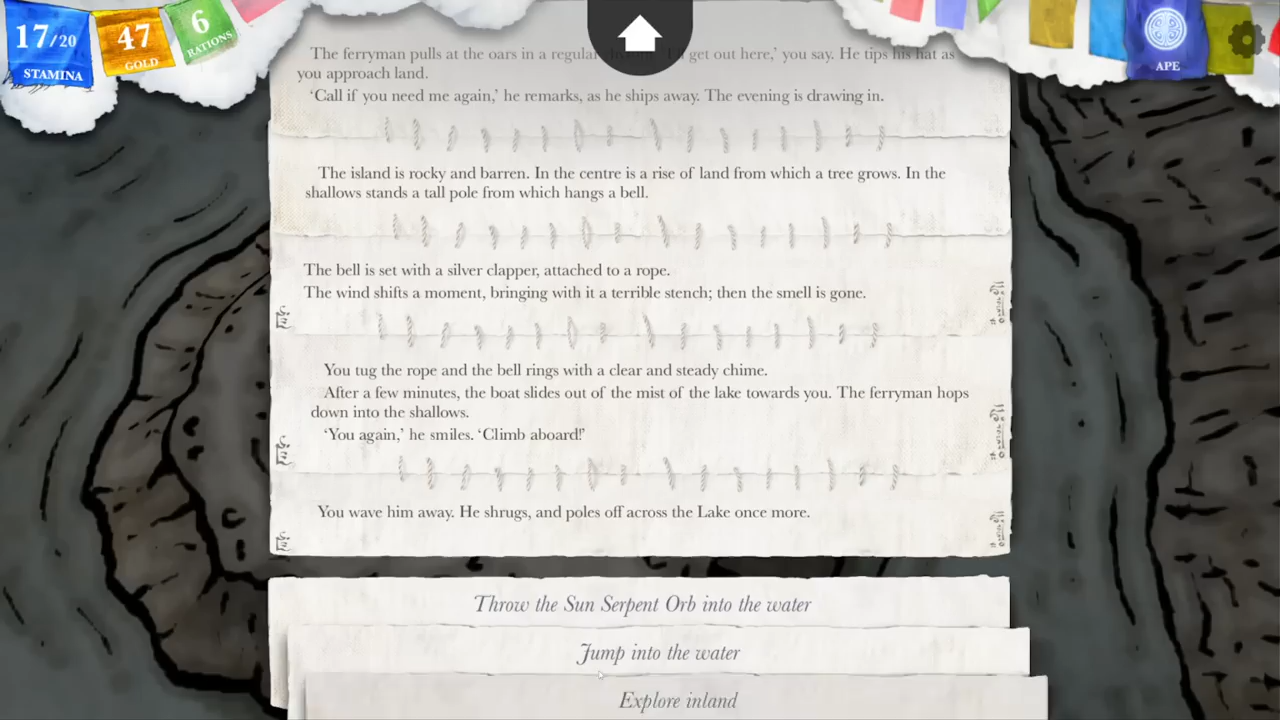 17/20
STAMINA
47
GOLD
6
RATIONS
APE
'The ferryman pulls at the oars in a regular get out here,' you say. He tips his hat as
you approach land.
'Call if you need me again,' he remarks, as he ships away. The evening is drawing in.
The island is rocky and barren. In the centre is a rise of land from which a tree grows. In the
shallows stands a tall pole from which hangs a bell.
The bell is set with a silver clapper, attached to a rope.
The wind shifts a moment, bringing with it a terrible stench; then the smell is gone.
You tug the rope and the bell rings with a clear and steady chime.
After a few minutes, the boat slides out of the mist of the lake towards you. The ferryman hops
down into the shallows.
'You again,' he smiles. 'Climb aboard!'
You wave him away. He shrugs, and poles off across the Lake once more.
Throw the Sun Serpent Orb into the water
Jump into the water
Explore inland